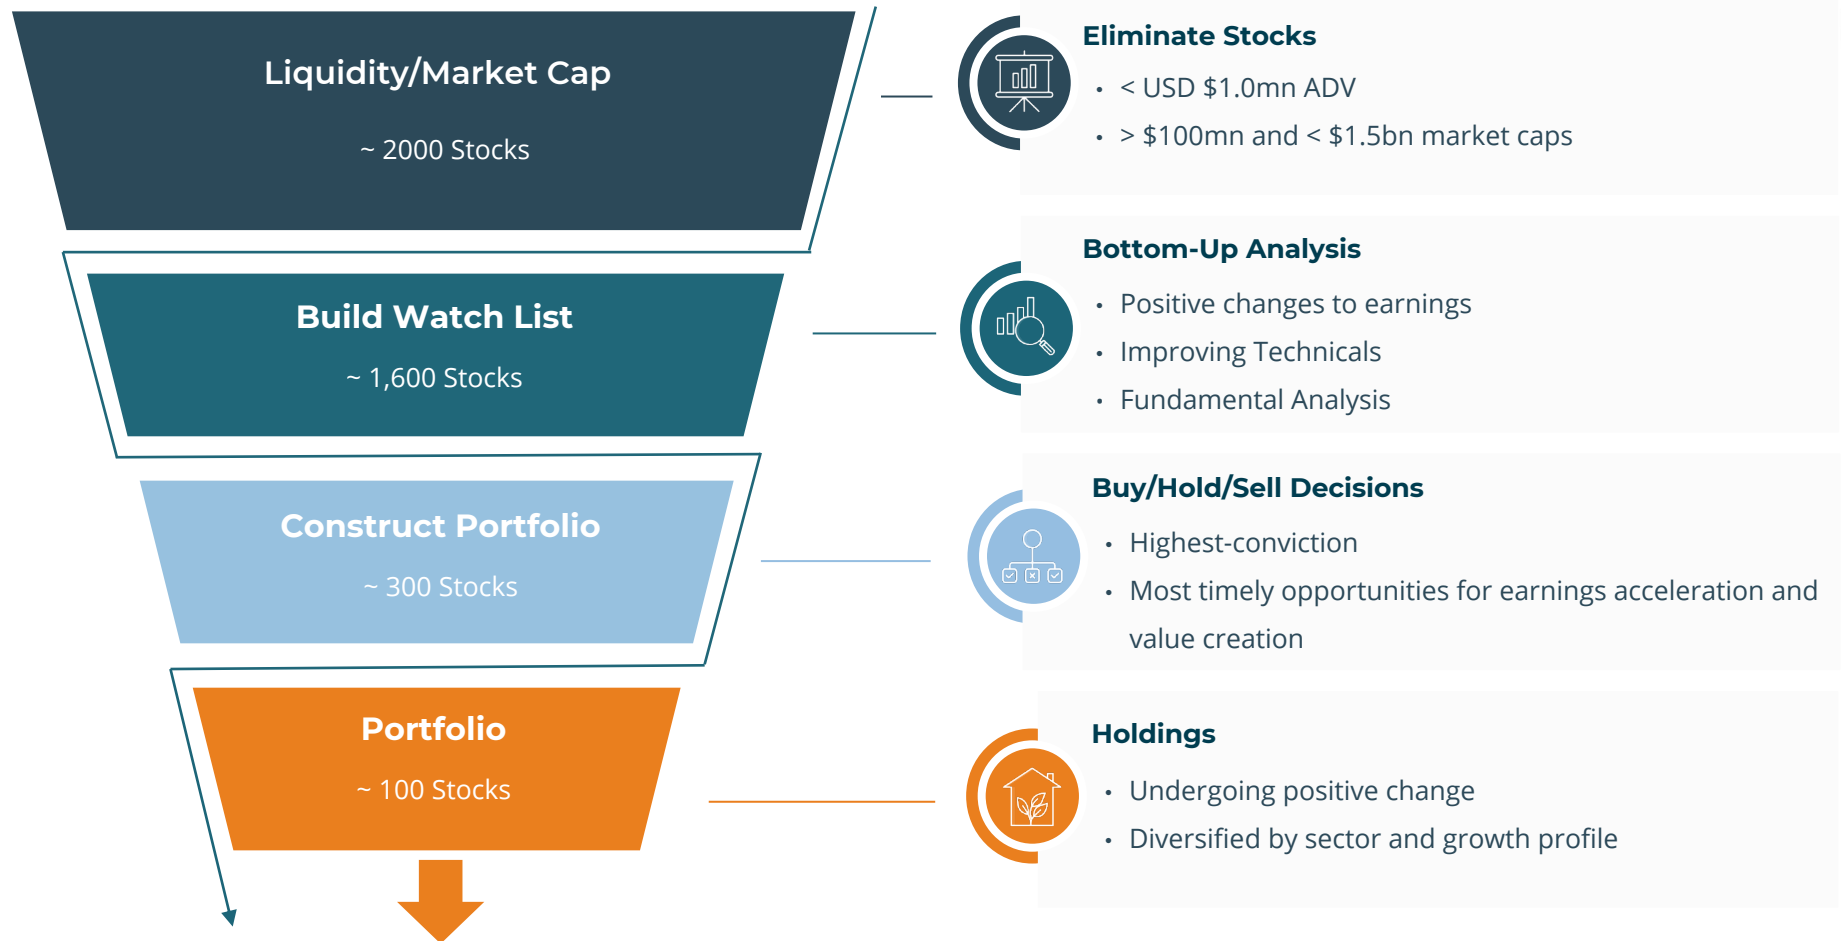 Liquidity/Market Cap
~ 2000 Stocks
Eliminate Stocks
• < USD $1.0mn ADV
• > $100mn and < $1.5bn market caps
Build Watch List
~ 1,600 Stocks
Bottom-Up Analysis
• Positive changes to earnings
• Improving Technicals
• Fundamental Analysis
Construct Portfolio
~ 300 Stocks
Buy/Hold/Sell Decisions
• Highest-conviction
• Most timely opportunities for earnings acceleration and
value creation
Portfolio
~ 100 Stocks
Holdings
• Undergoing positive change
• Diversified by sector and growth profile